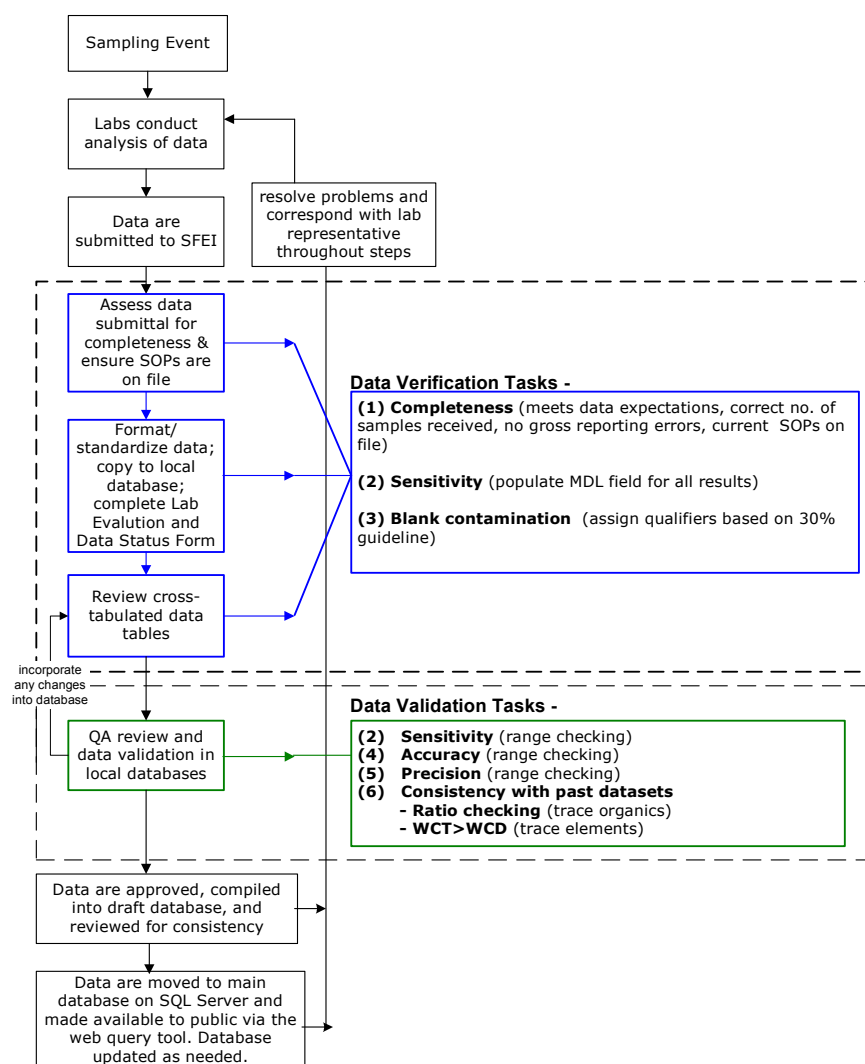 Sampling Event
Labs conduct
analysis of data
resolve problems and
correspond with lab
representative
throughout steps
Data are
submitted to SFEI
Assess data
submittal for
completeness &
ensure SOPs are
on file
Data Verification Tasks -
(1) Completeness (meets data expectations, correct no. of
samples received, no gross reporting errors, current SOPs on
file)
(2) Sensitivity (populate MDL field for all results)
(3) Blank contamination (assign qualifiers based on 30%
guideline)
Format/
standardize data;
copy to local
database;
complete Lab
Evalution and
Data Status Form
Review cross-
tabulated data
tables
incorporate
any changes
into database
Data Validation Tasks -
QA review and
data validation in
local databases
(2) Sensitivity (range checking)
(4) Accuracy (range checking)
(5) Precision (range checking)
(6) Consistency with past datasets
- Ratio checking (trace organics)
- WCT>WCD (trace elements)
Data are approved, compiled
into draft database, and
reviewed for consistency
Data are moved to main
database on SQL Server and
made available to public via the
web query tool. Database
updated as needed.